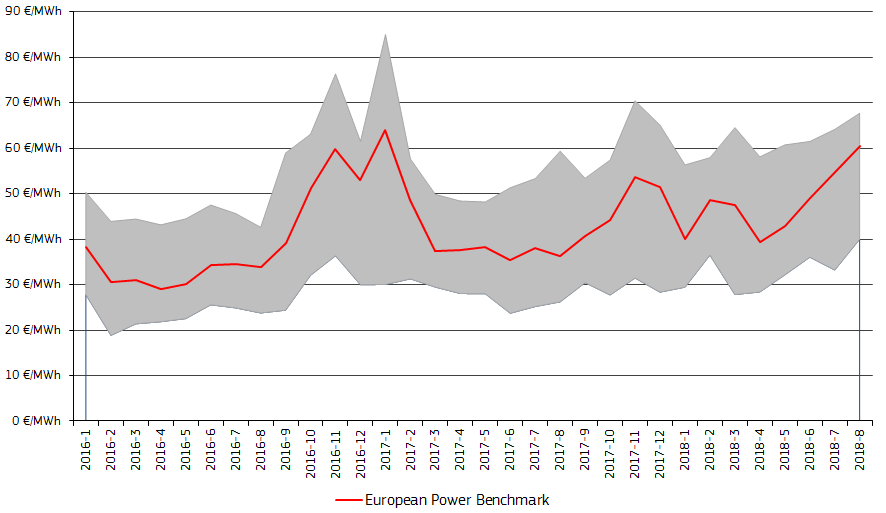 90 €/MWh
80 €/MWh
70 €/MWh
60 €/MWh
50 €/MWh
40 €/MWh
30 €/MWh
20 €/MWh
10 €/MWh
0 €/MWh
2016-1
2016-2
2016-3
2016-4
2016-5
2016-6
2016-7
2016-8
2016-9
2016-10
2016-11
2016-12
2017-1
2017-2
2017-3
2017-4
2017-5
2017-6
2017-7
2017-8
2017-9
2017-10
2017-11
2017-12
2018-1
2018-2
2018-3
2018-4
2018-5
2018-6
2018-7
2018-8
European Power Benchmark